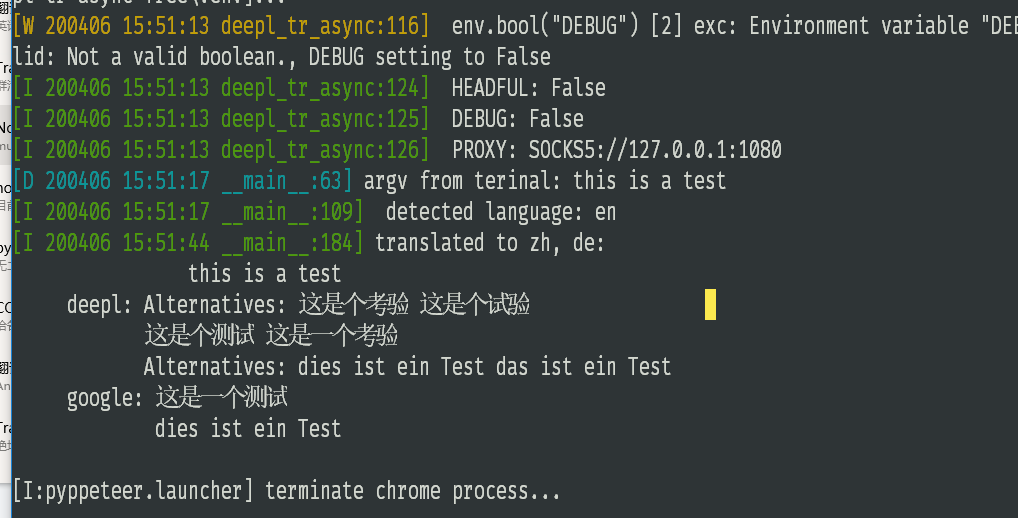 [W 200406 15:51:13 deepl_tr_async:116] env.bool("DEBUG") [2] exc: Environment variable "DE
lid: Not a valid boolean., DEBUG setting to False
[I 200406 15:51:13 deepl_tr_async:124] HEADFUL: False
[I 200406 15:51:13 deepl_tr_async:125] DEBUG: False
[I 200406 15:51:13 deepl_tr_async:126] PROXY: SOCKS5://127.0.0.1:1080
[D 200406 15:51:17 __main__:63] argv from terinal: this is a test
[I 200406 15:51:17 __main__:109] detected language: en
[I 200406 15:51:44 __main__:184] translated to zh, de:
this is a test
deepl: Alternatives: 这是个考验 这是个试验
这是个测试 这是一个考验
Alternatives: dies ist ein Test das ist ein Test
google: 这是一个测试
dies ist ein Test
[I:pyppeteer.launcher] terminate chrome process...